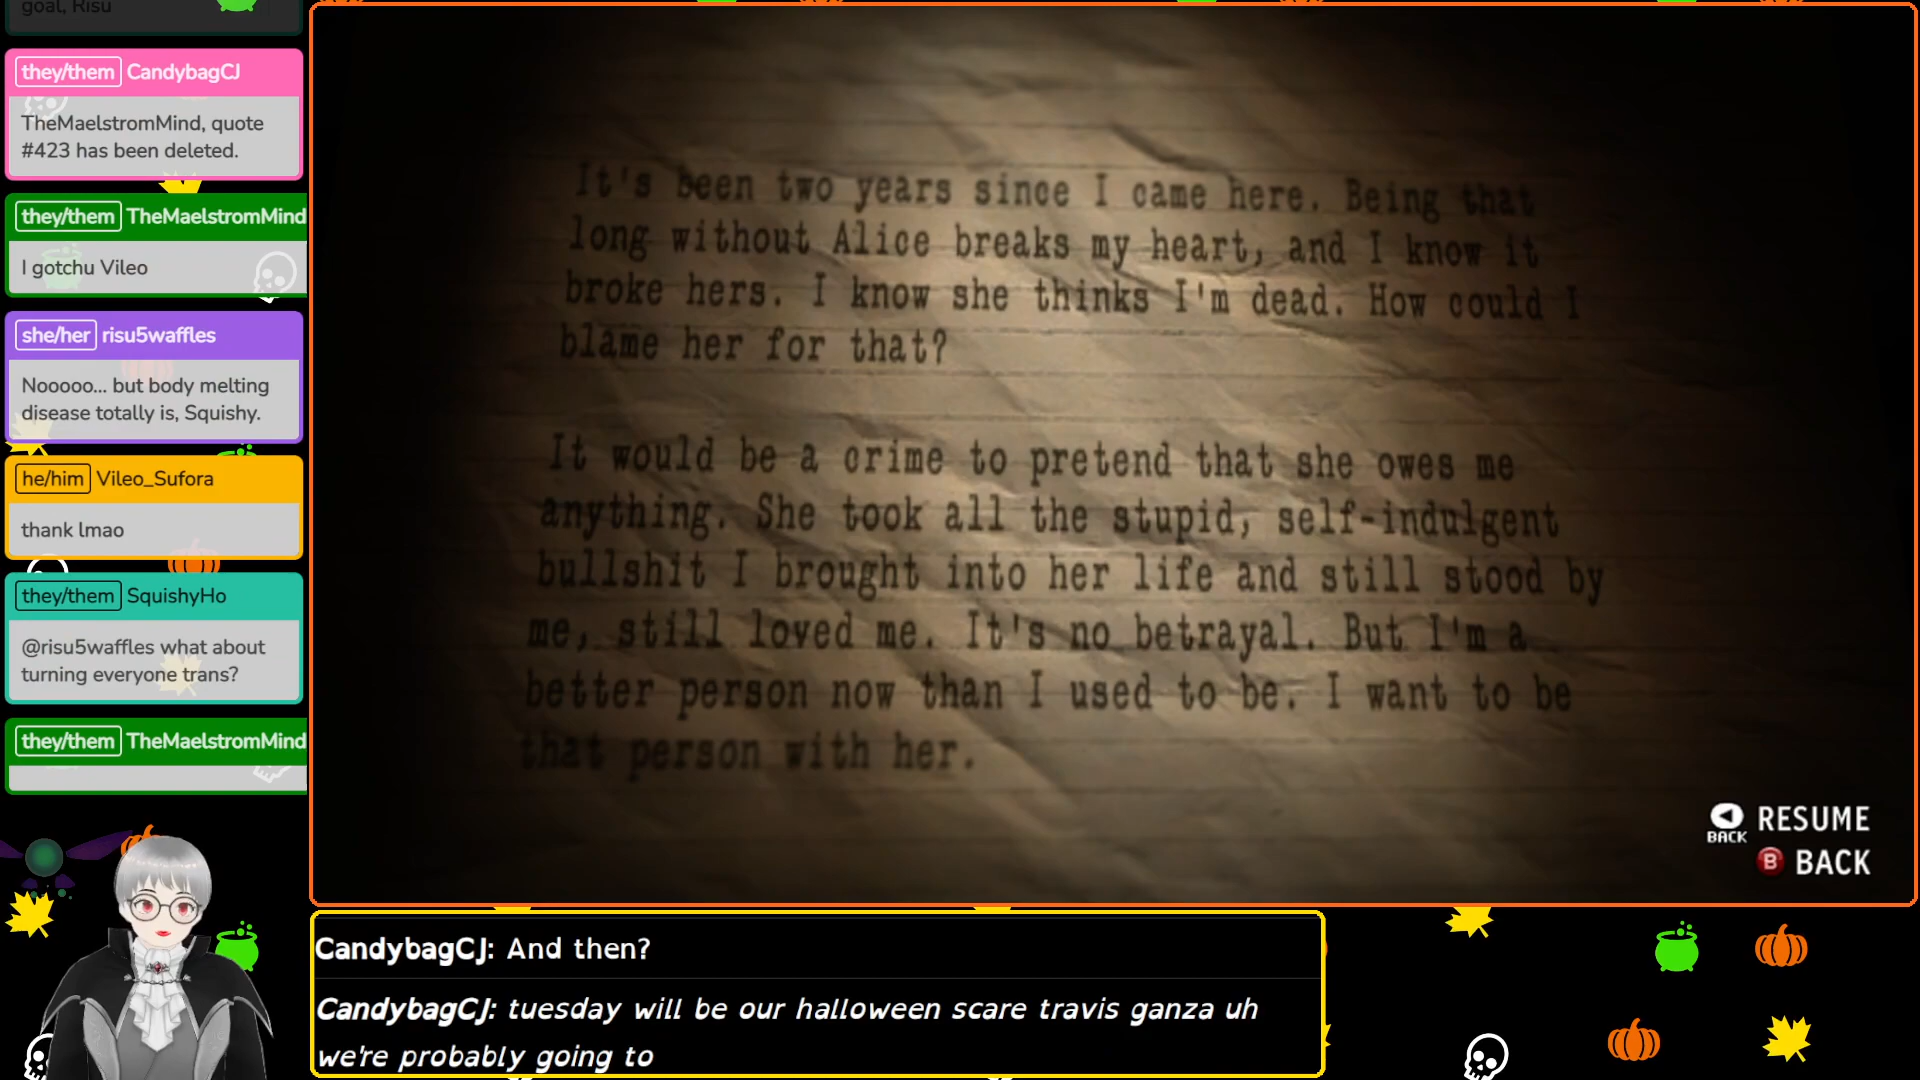 goal, Risu
they/them CandybagCJ
TheMaelstromMind, quote
#423 has been deleted.
they/them TheMaelstromMind
I gotchu Vileo
she/her risu5waffles
Nooooo... but body melting
disease totally is, Squishy.
he/him Vileo_Sufora
thank lmao
they/them SquishyHo
@risu5waffles what about
turning everyone trans?
they/them TheMaelstromMind
It's been two years since I came here. Being that
long without Alice breaks my heart, and I know it
broke hers. I know she thinks I'm dead. How could I
blame her for that?
It would be a crime to pretend that she owes me
anything. She took all the stupid, self-indulgent
bullshit I brought into her life and still stood by
me, still loved me. It's no betrayal. But I'm a
better person now than I used to be. I want to be
that person with her.
BACK RESUME
B BACK
CandybagCJ: And then?
CandybagCJ: tuesday will be our halloween scare travis ganza uh
we're probably going to